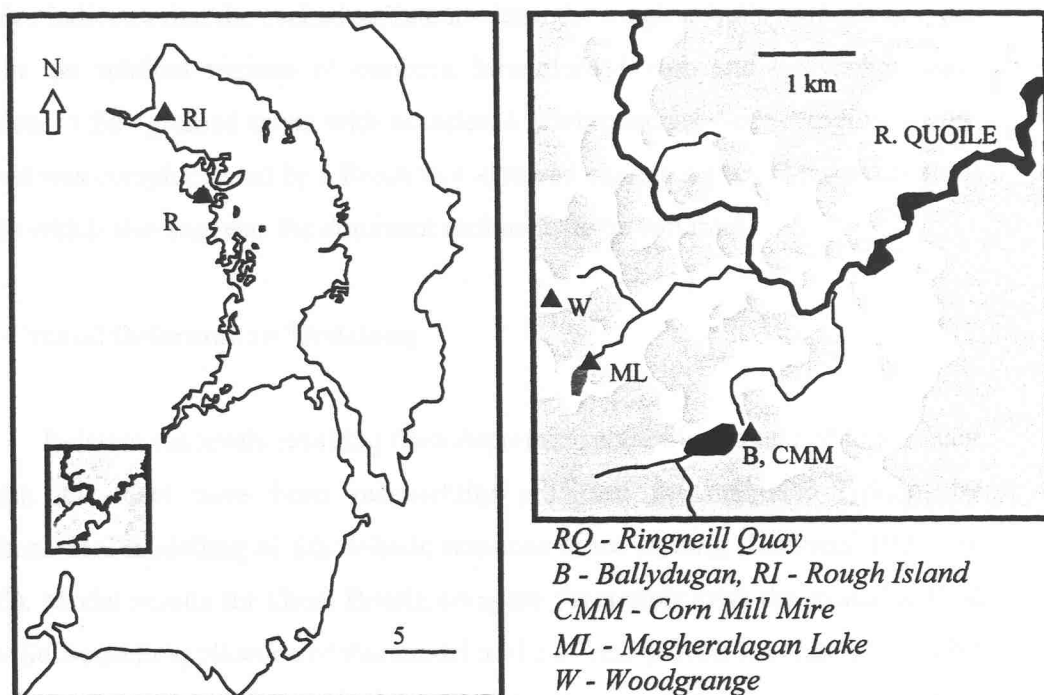 N
RI
R
5
1 km
R. QUOILE
W
ML
B, CMM
RQ - Ringneill Quay
B - Ballydugan, RI - Rough Island
CMM - Corn Mill Mire
ML - Magheralagan Lake
W - Woodgrange